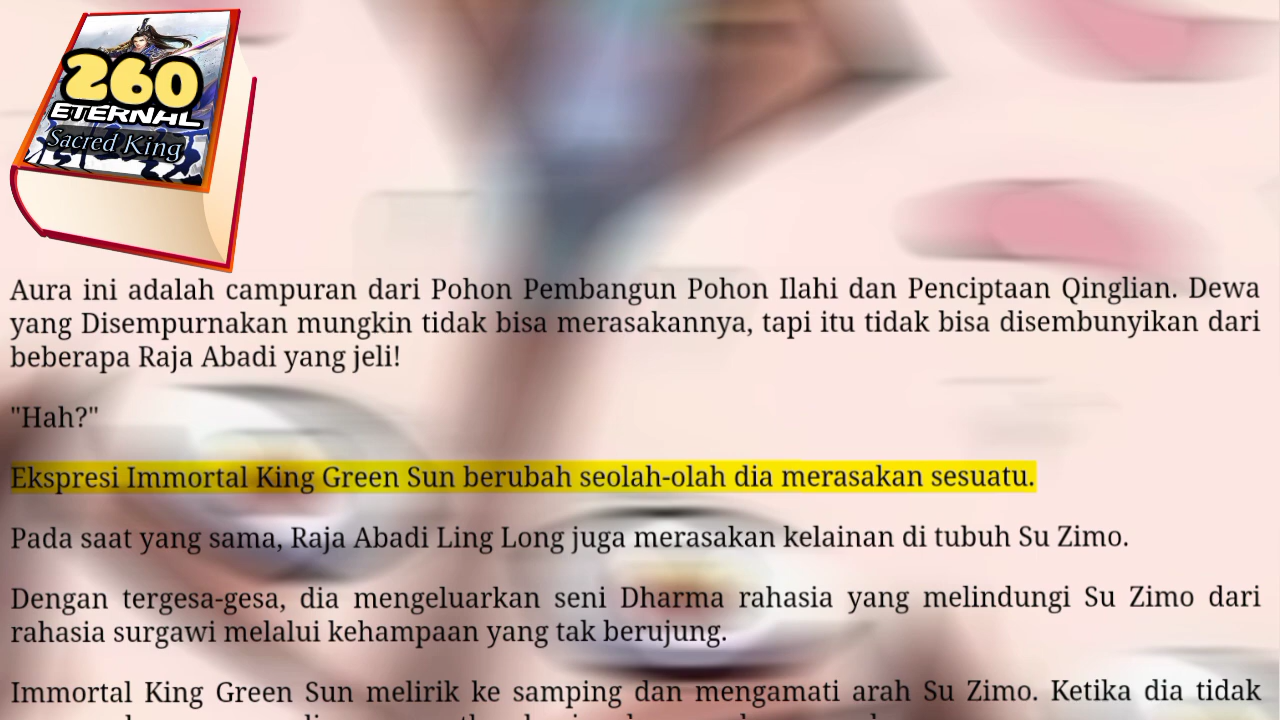 260
ETERNAL
Sacred King
Aura ini adalah campuran dari Pohon Pembangun Pohon Ilahi dan Penciptaan Qinglian. Dewa
yang Disempurnakan mungkin tidak bisa merasakannya, tapi itu tidak bisa disembunyikan dari
beberapa Raja Abadi yang jeli!
"Hah?"
Ekspresi Immortal King Green Sun berubah seolah-olah dia merasakan sesuatu.
Pada saat yang sama, Raja Abadi Ling Long juga merasakan kelainan di tubuh Su Zimo.
Dengan tergesa-gesa, dia mengeluarkan seni Dharma rahasia yang melindungi Su Zimo dari
rahasia surgawi melalui kehampaan yang tak berujung.
Immortal King Green Sun melirik ke samping dan mengamati arah Su Zimo. Ketika dia tidak